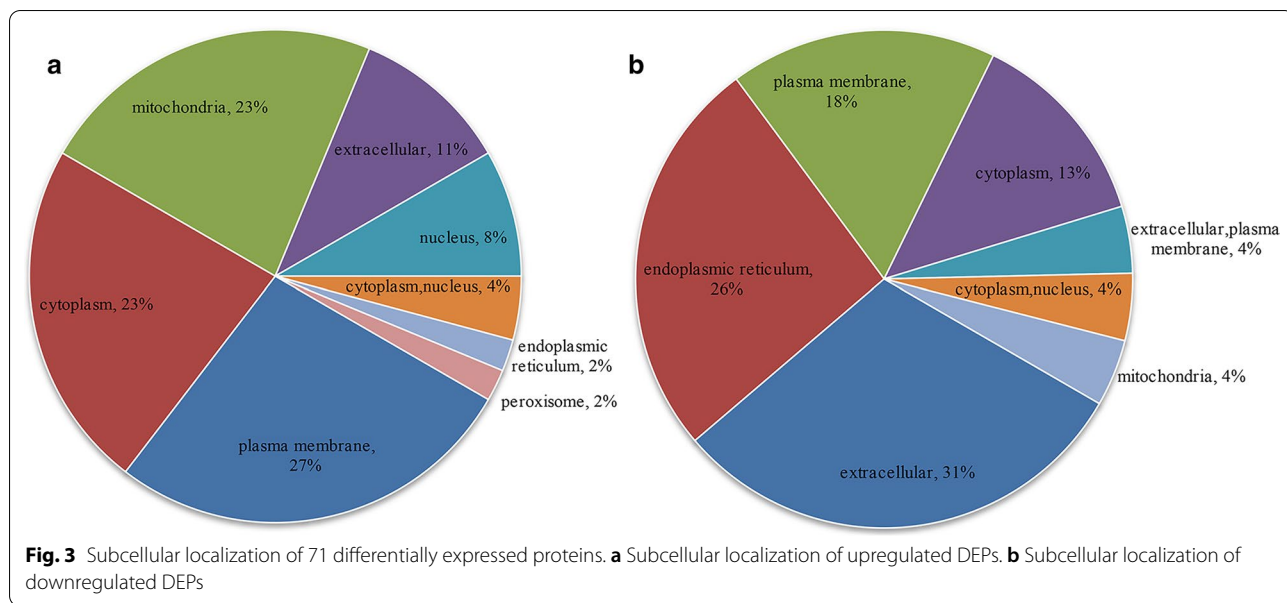 a
mitochondria, 23%
extracellular, 11%
nucleus, 8%
cytoplasm,nucleus, 4%
endoplasmic
reticulum, 2%
peroxisome, 2%
plasma membrane,
27%
cytoplasm, 23%
b
plasma membrane,
18%
cytoplasm, 13%
extracellular,plasma
membrane, 4%
cytoplasm,nucleus, 4%
mitochondria, 4%
extracellular, 31%
endoplasmic reticulum,
26%
Fig. 3 Subcellular localization of 71 differentially expressed proteins. a Subcellular localization of upregulated DEPs. b Subcellular localization of
downregulated DEPs